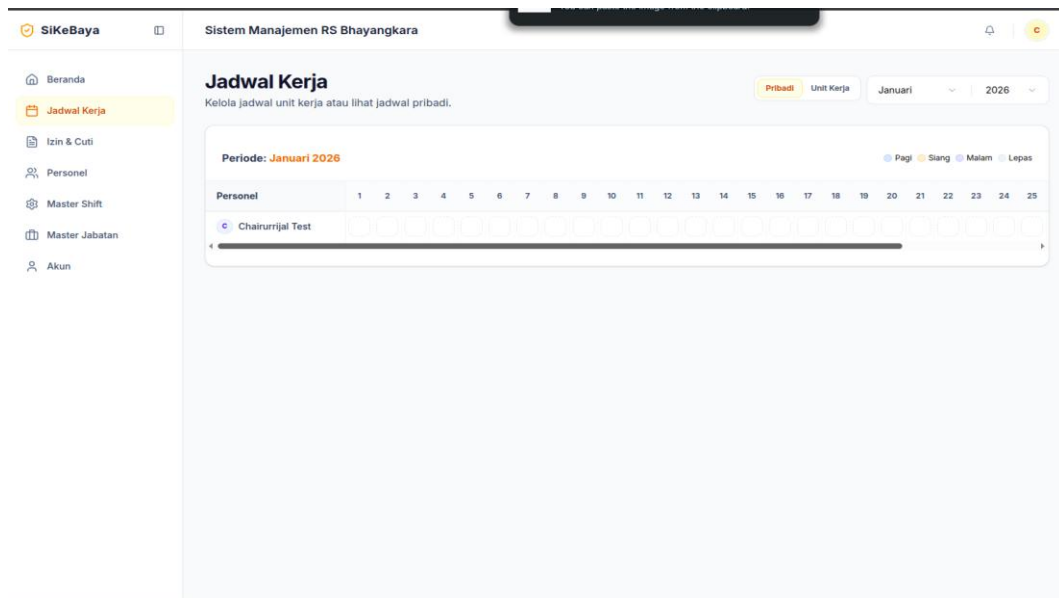 SiKeBaya
Sistem Manajemen RS Bhayangkara
C
Beranda
Jadwal Kerja
Izin & Cuti
Personel
Master Shift
Master Jabatan
Akun
Jadwal Kerja
Kelola jadwal unit kerja atau lihat jadwal pribadi.
Pribadi Unit Kerja Januari 2026
Periode: Januari 2026
Pagi Siang Malam Lepas
Personel 1 2 3 4 5 6 7 8 9 10 11 12 13 14 15 16 17 18 19 20 21 22 23 24 25
C Chairurrijal Test